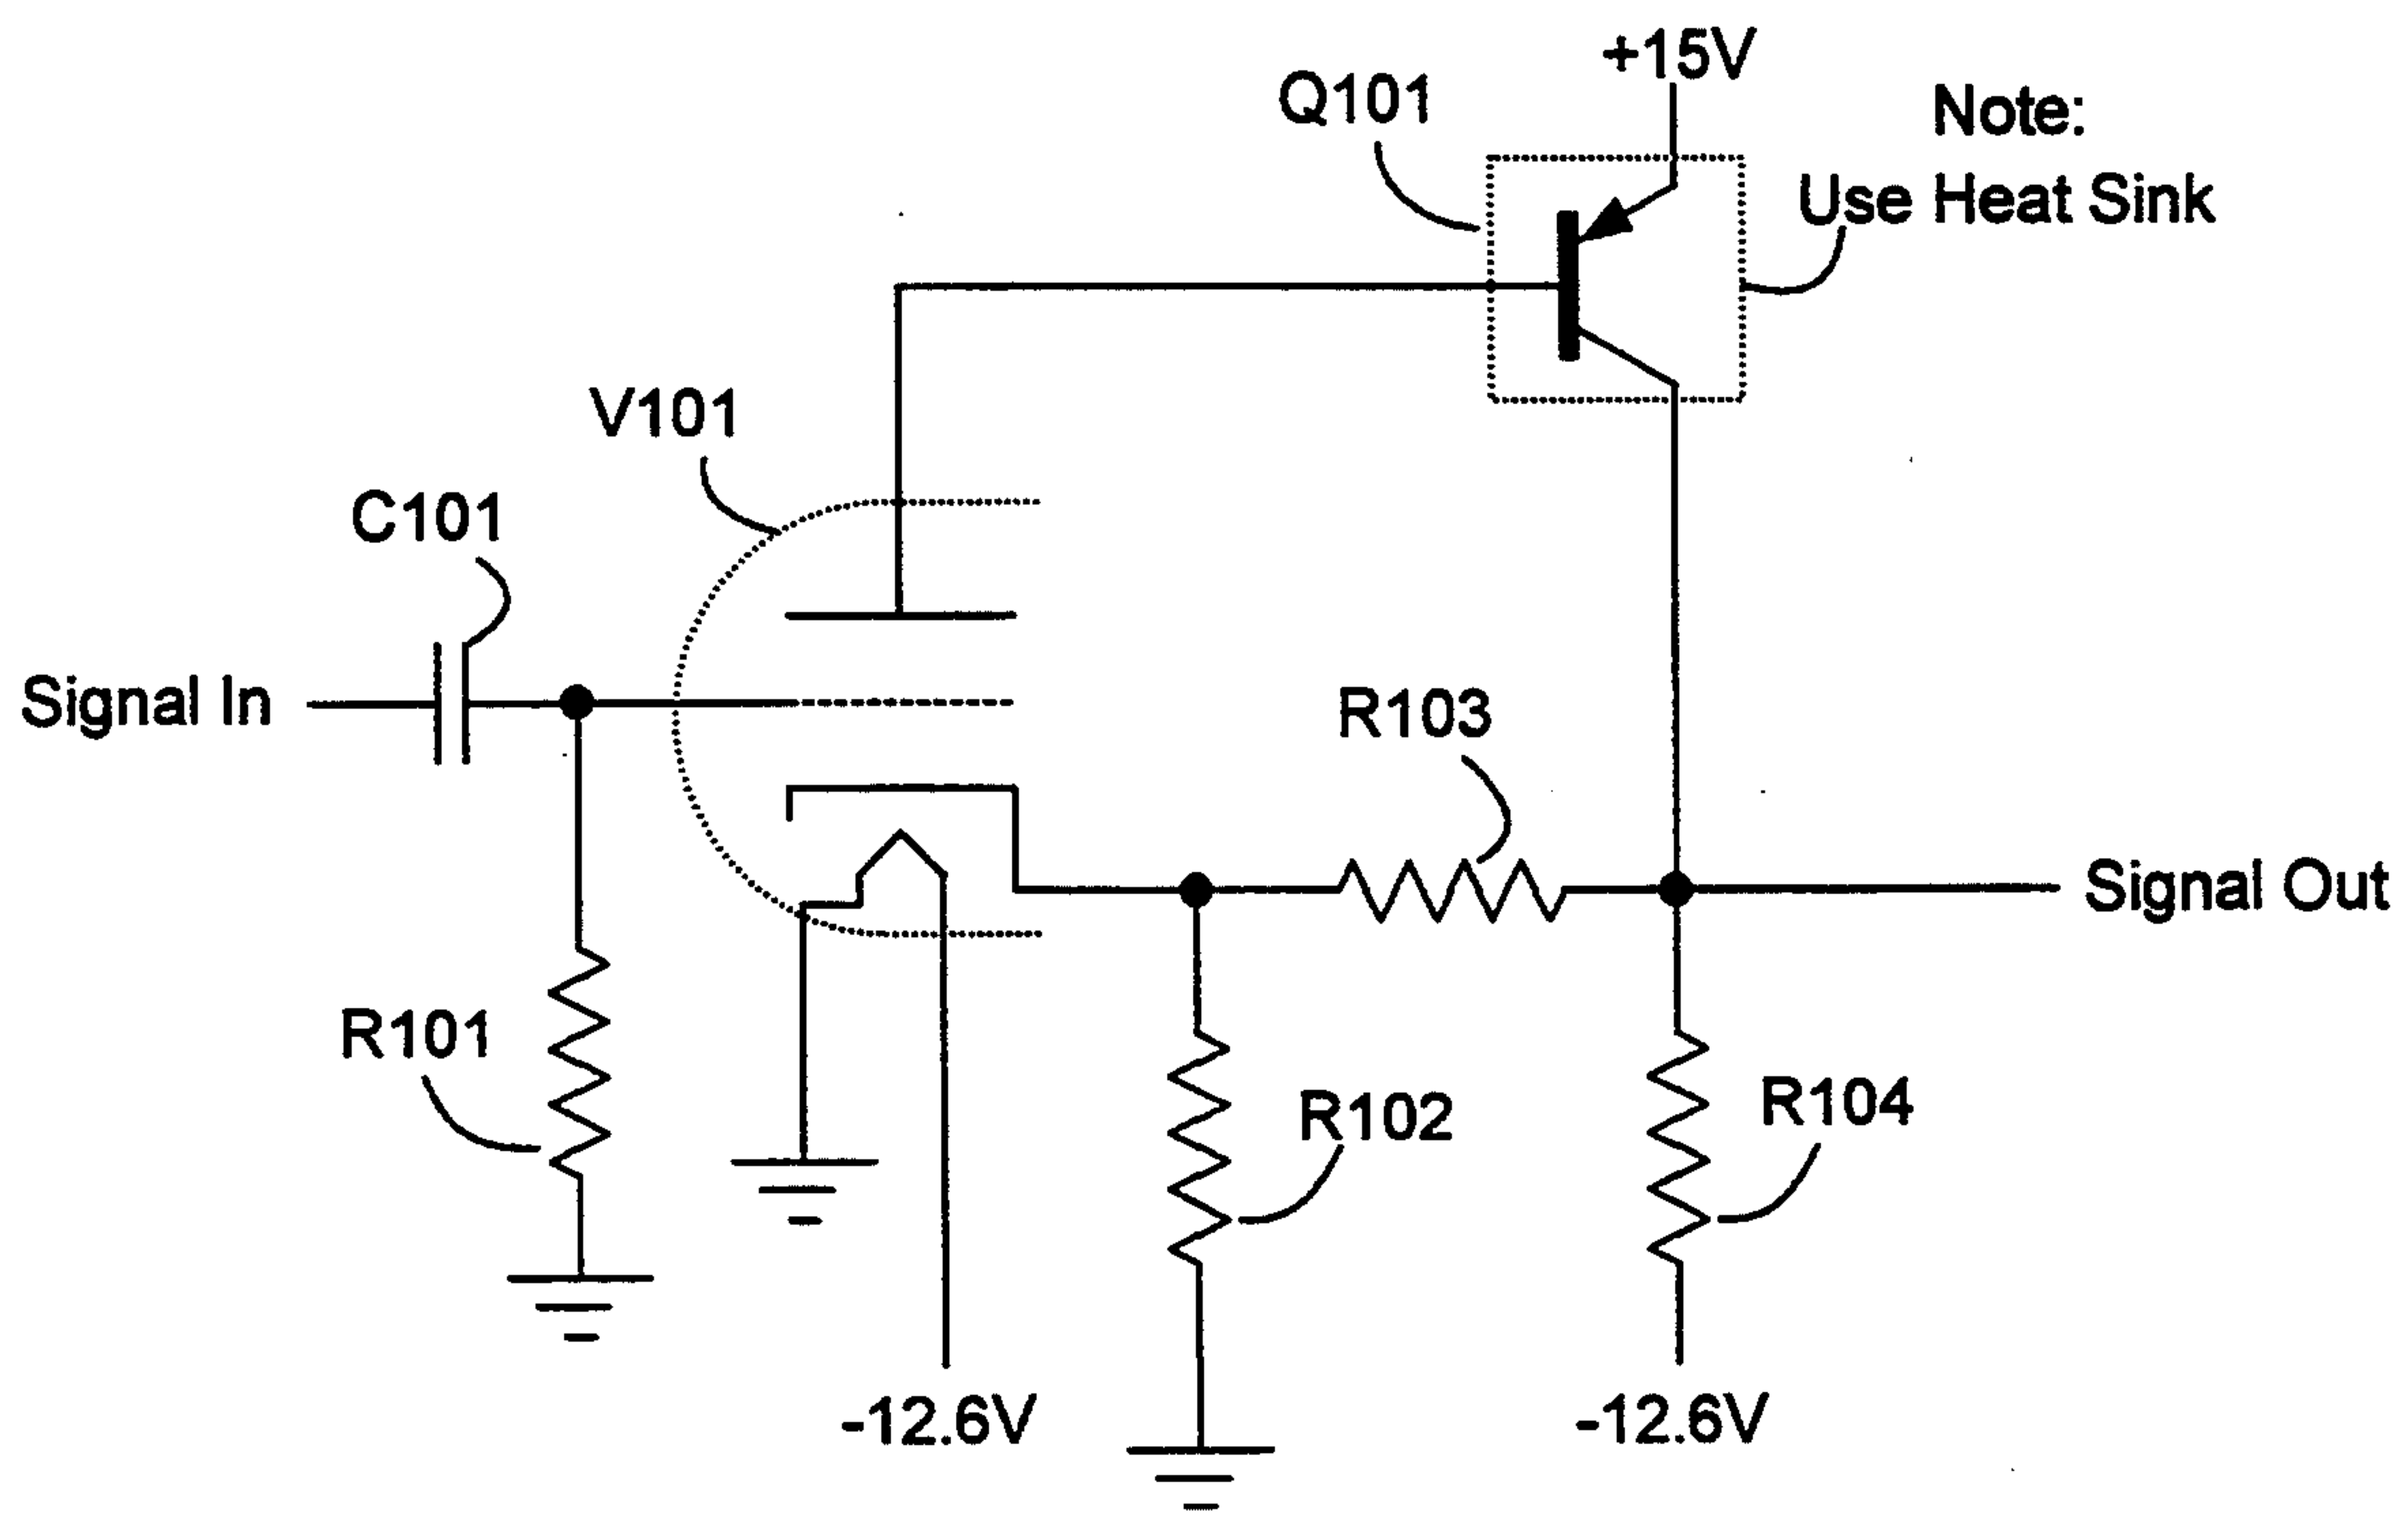 +15V
Q101
Note:
Use Heat Sink
V101
C101
Signal In
R103
Signal Out
R101
R102
R104
-12.6V
-12.6V